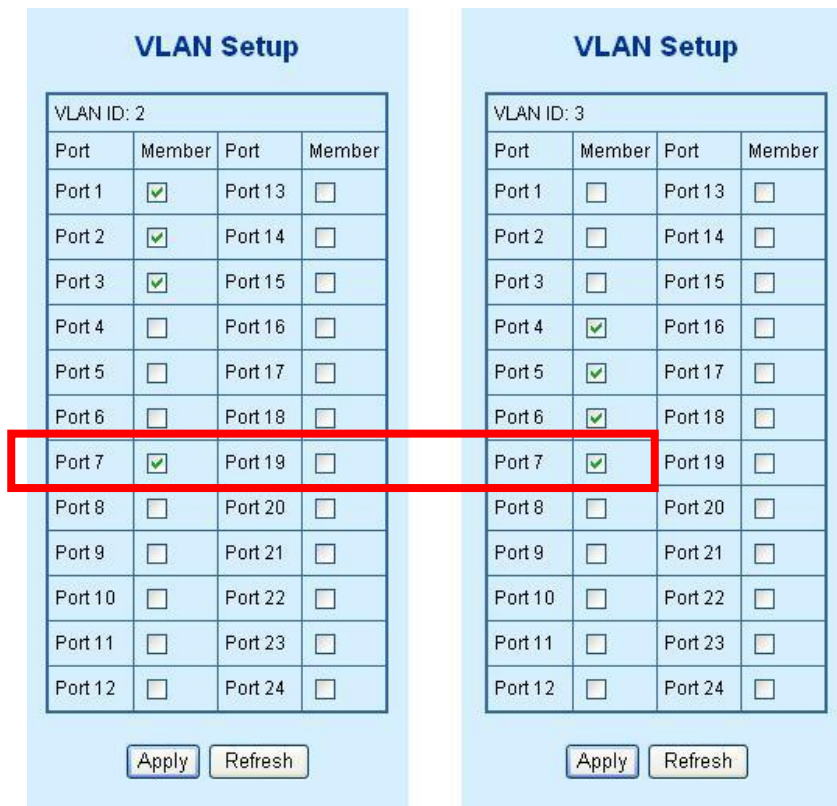 VLAN Setup
VLAN ID: 2
Port Member Port Member
Port 1 Port 13
Port 2 Port 14
Port 3 Port 15
Port 4 Port 16
Port 5 Port 17
Port 6 Port 18
Port 7 Port 19
Port 8 Port 20
Port 9 Port 21
Port 10 Port 22
Port 11 Port 23
Port 12 Port 24
Apply Refresh
VLAN Setup
VLAN ID: 3
Port Member Port Member
Port 1 Port 13
Port 2 Port 14
Port 3 Port 15
Port 4 Port 16
Port 5 Port 17
Port 6 Port 18
Port 7 Port 19
Port 8 Port 20
Port 9 Port 21
Port 10 Port 22
Port 11 Port 23
Port 12 Port 24
Apply Refresh